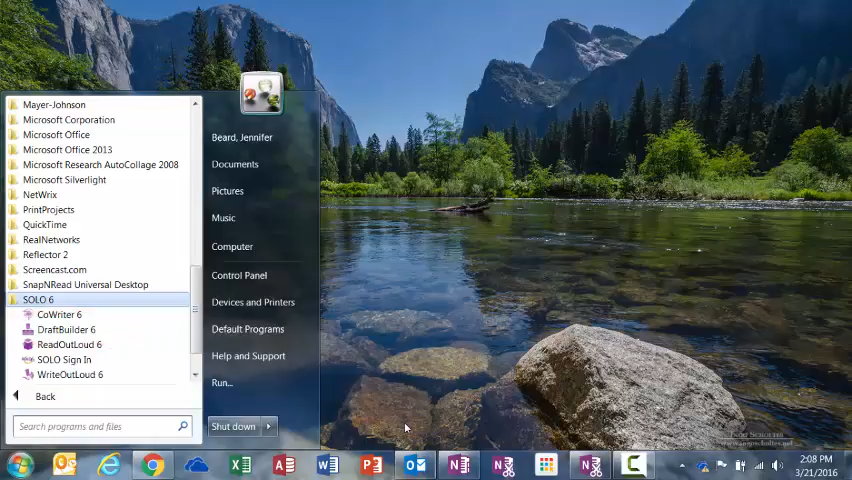 Mayer-Johnson
Microsoft Corporation
Microsoft Office
Microsoft Office 2013
Microsoft Research AutoCollage 2008
Microsoft Silverlight
NetWrix
PrintProjects
QuickTime
RealNetworks
Reflector 2
Screencast.com
SnapNRead Universal Desktop
SOLO 6
CoWriter 6
DraftBuilder 6
ReadOutLoud 6
SOLO Sign In
WriteOutLoud 6
Back
Search programs and files
Beard, Jennifer
Documents
Pictures
Music
Computer
Control Panel
Devices and Printers
Default Programs
Help and Support
Run...
Shut down
2:08 PM
3/21/2016